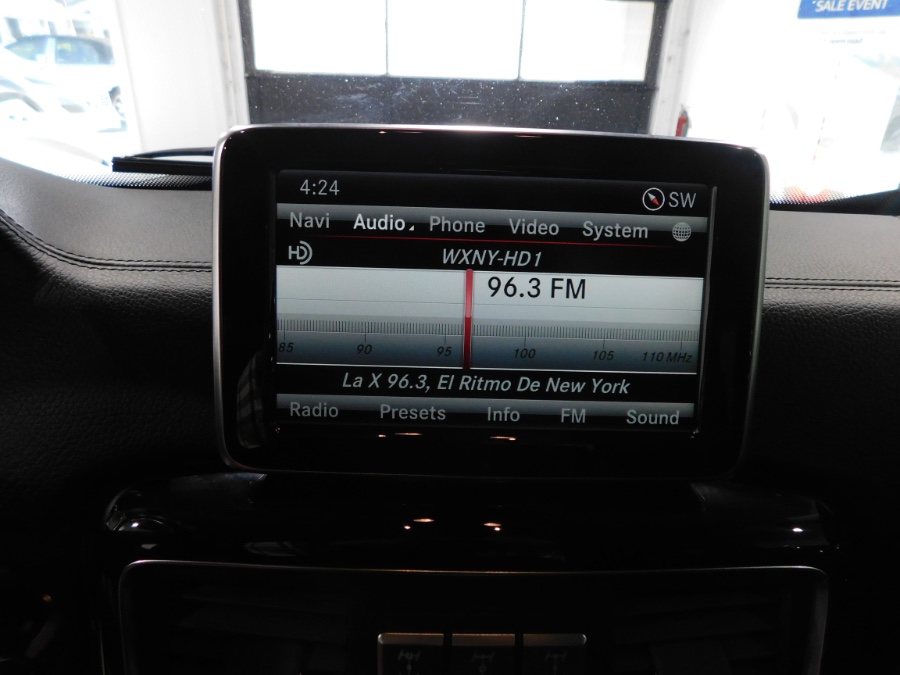 SALE EVENT
4:24 SW
Navi Audio Phone Video System
HD WXNY-HD1
96.3 FM
85 90 95 100 105 110 MHz
La X 96.3, El Ritmo De New York
Radio Presets Info FM Sound